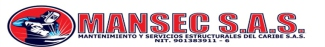 MANSEC S.A.S.
MANTENIMIENTO Y SERVICIOS ESTRUCTURALES DEL CARIBE S.A.S.
NIT. 901383911 - 6